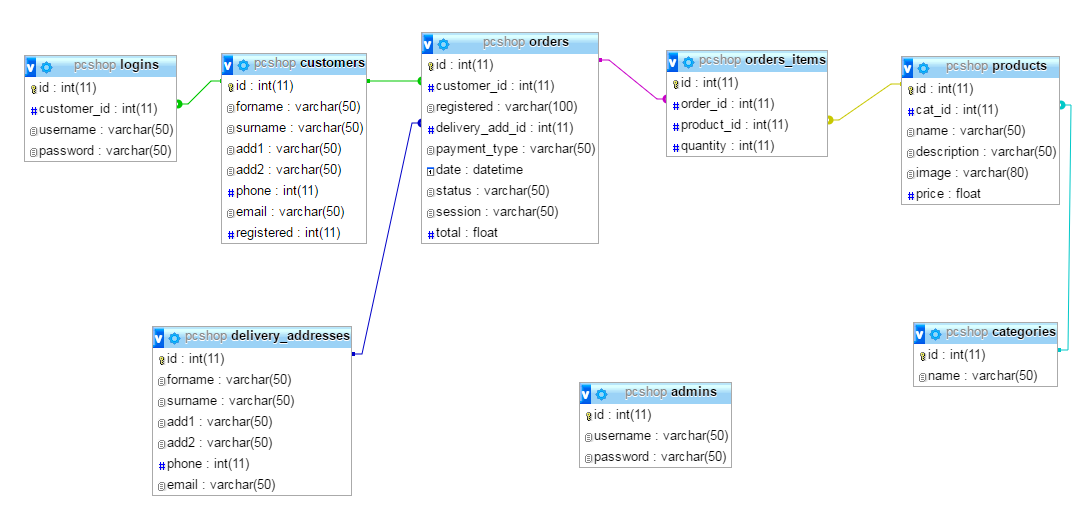 pcshop logins
id : int(11)
customer_id : int(11)
username : varchar(50)
password : varchar(50)
pcshop customers
id : int(11)
forname : varchar(50)
surname : varchar(50)
add1 : varchar(50)
add2 : varchar(50)
phone : int(11)
email : varchar(50)
registered : int(11)
pcshop orders
id : int(11)
customer_id : int(11)
registered : varchar(100)
delivery_add_id : int(11)
payment_type : varchar(50)
date : datetime
status : varchar(50)
session : varchar(50)
total : float
pcshop orders_items
id : int(11)
order_id : int(11)
product_id : int(11)
quantity : int(11)
pcshop products
id : int(11)
cat_id : int(11)
name : varchar(50)
description : varchar(50)
image : varchar(80)
price : float
pcshop delivery_addresses
id : int(11)
forname : varchar(50)
surname : varchar(50)
add1 : varchar(50)
add2 : varchar(50)
phone : int(11)
email : varchar(50)
pcshop admins
id : int(11)
username : varchar(50)
password : varchar(50)
pcshop categories
id : int(11)
name : varchar(50)